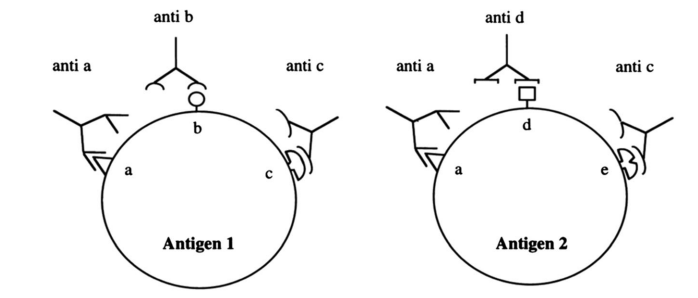 anti b
anti a
anti c
b
a
c
Antigen 1
anti d
anti a
anti c
d
a
e
Antigen 2